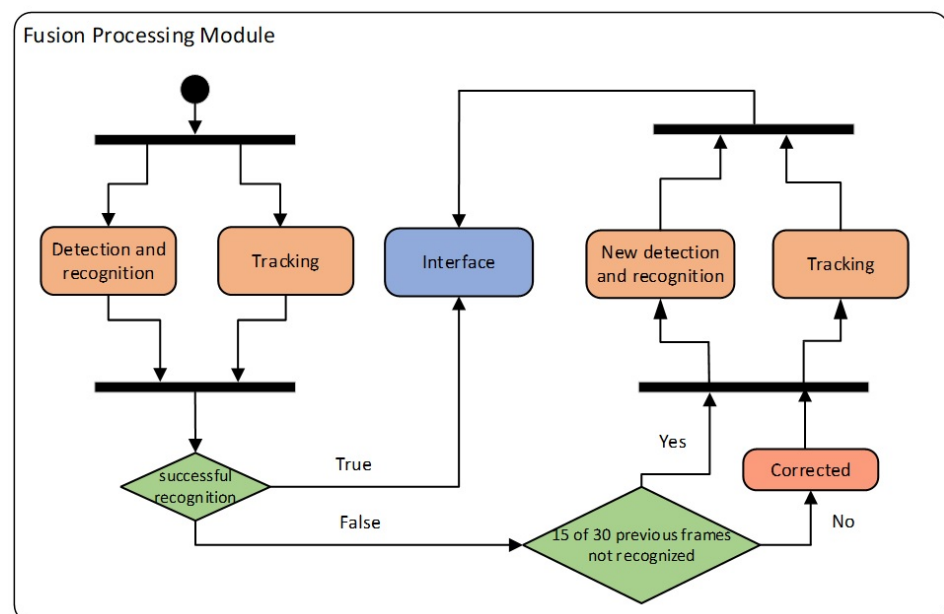 Fusion Processing Module
Detection and
recognition
Tracking
Interface
New detection
and recognition
Tracking
successful
recognition
True
False
Yes
Corrected
No
15 of 30 previous frames
not recognized